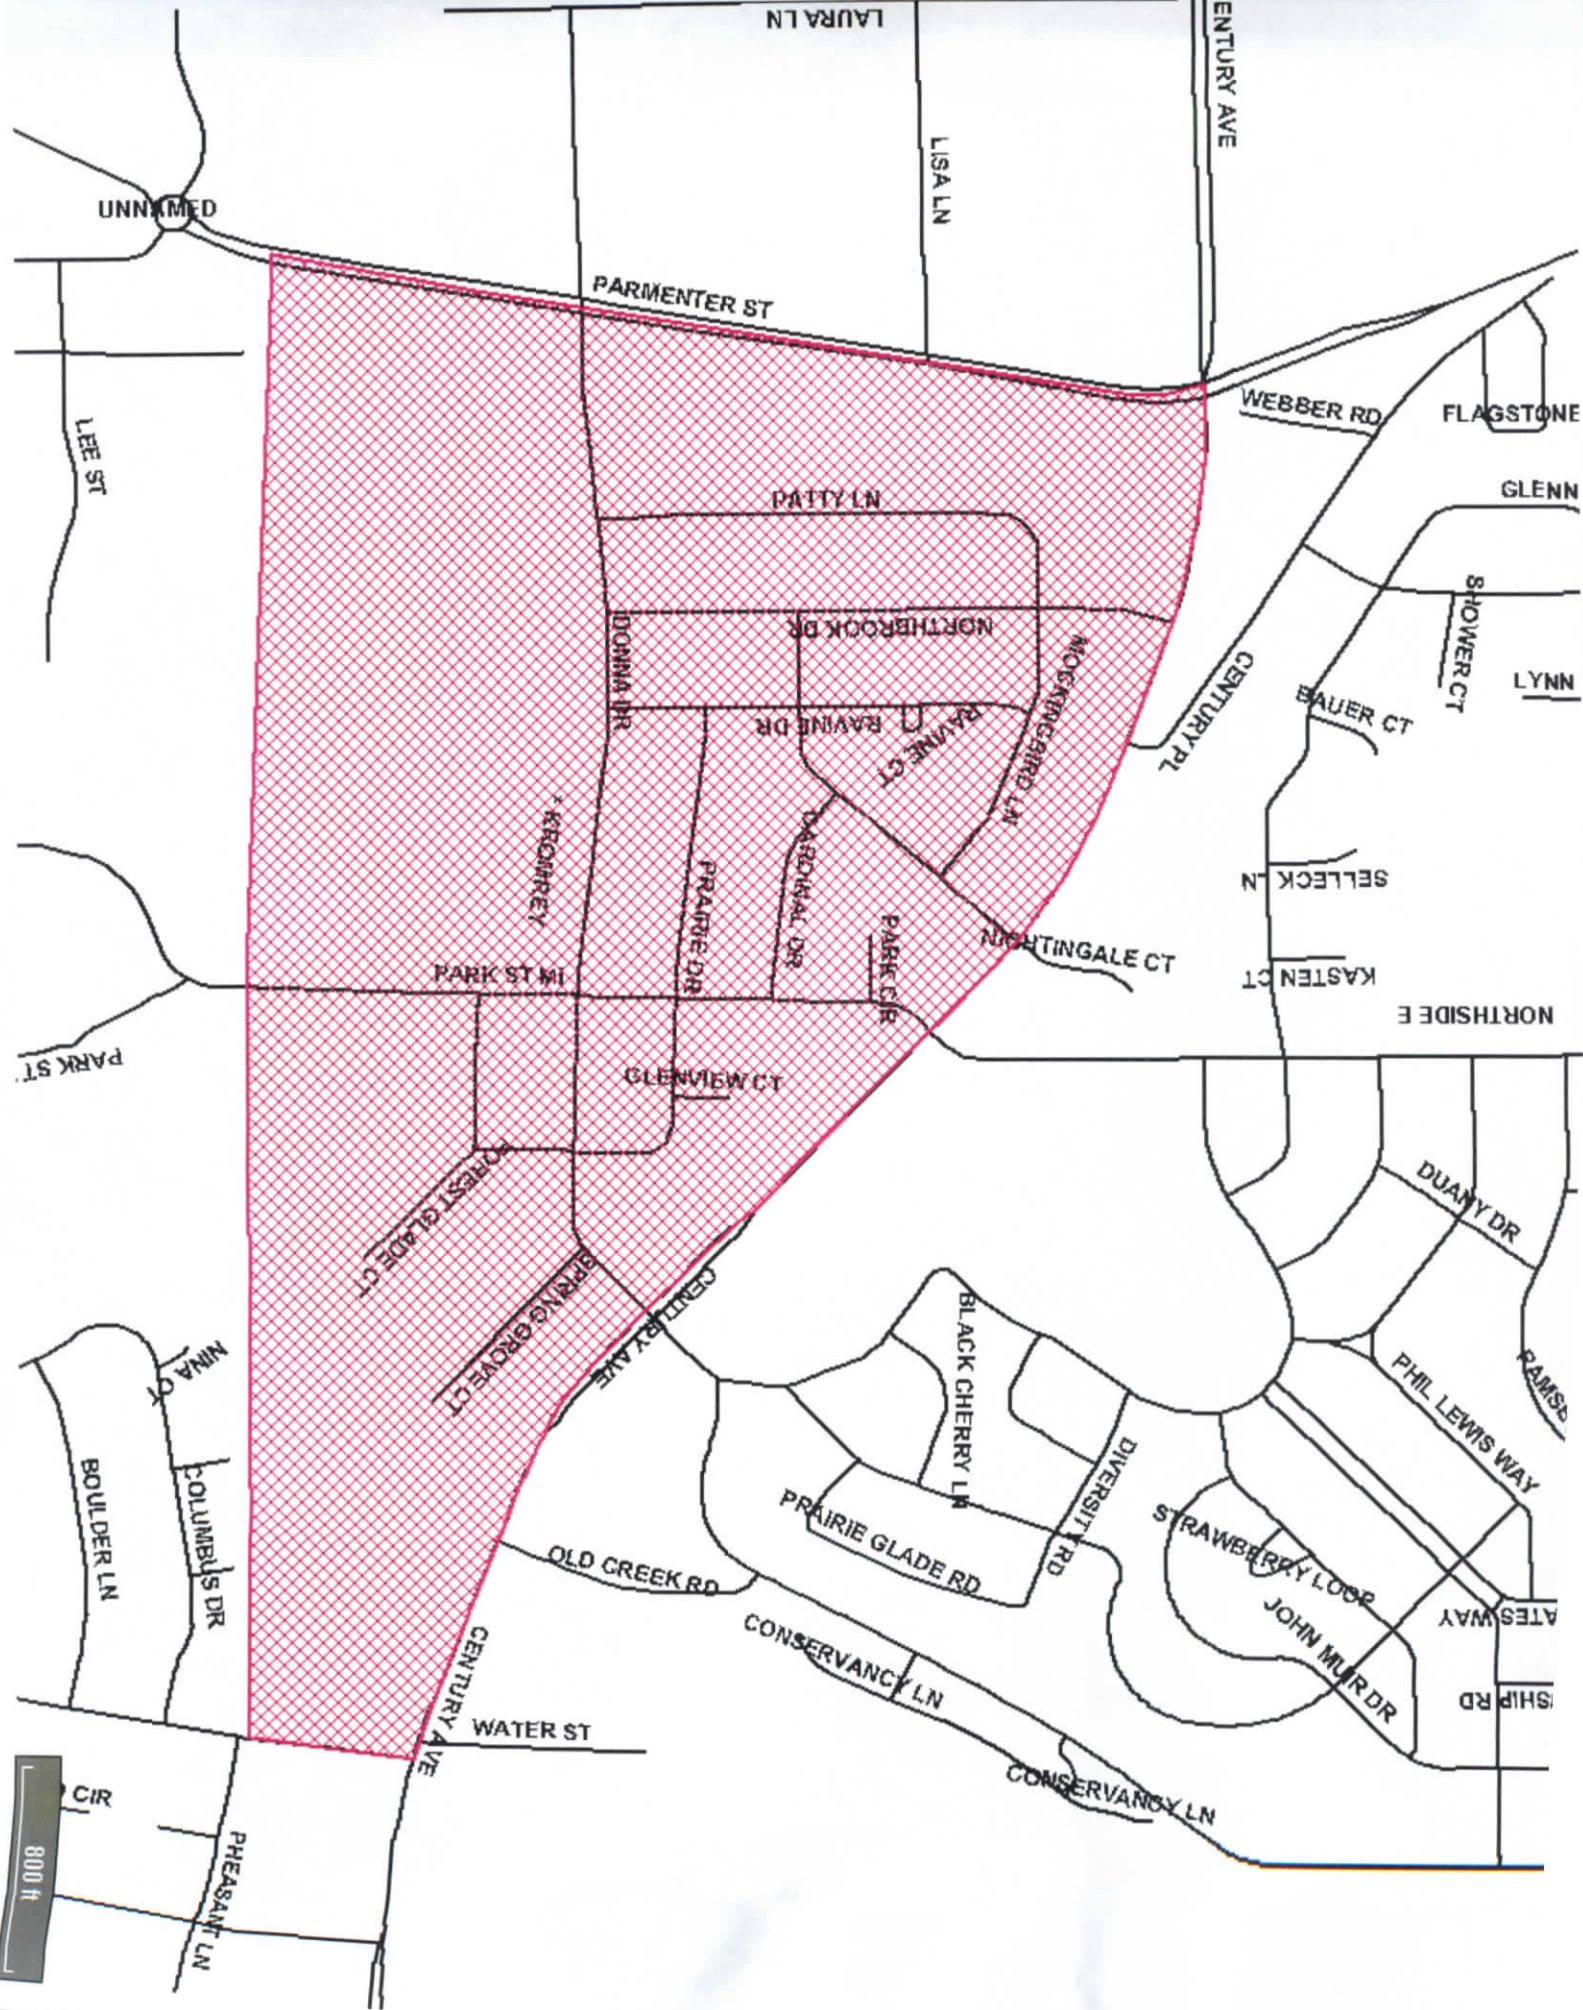 LAURA LN
ENTURY AVE
LISA LN
UNNAMED
PARMENTER ST
WEBBER RD
FLAGSTONE
LEE ST
PATTY LN
GLENN
DONNA DR
NORTHBROOK DR
SHOWER CT
MOCKINGBIRD LN
CENTURY PL
LYNN
BAUER CT
RAVINE DR
RAVINE CT
* KROMREY
PRAIRIE DR
CARDINAL DR
SELLECK LN
PARK CIR
NIGHTINGALE CT
PARK ST MI
KASTEN CT
NORTHSIDE E
PARK ST
GLENVIEW CT
FOREST GLADE CT
DUANY DR
SPRING GROVE CT
CENTURY AVE
BLACK CHERRY LN
NINA CT
PHIL LEWIS WAY
RAMSE
BOULDER LN
COLUMBUS DR
DIVERSITY RD
PRAIRIE GLADE RD
STRAWBERRY LOOP
OLD CREEK RD
ATES WAY
JOHN MUIR DR
CONSERVANCY LN
CENTURY AVE
WATER ST
SHIP RD
CONSERVANCY LN
CIR
PHEASANT LN
800 ft